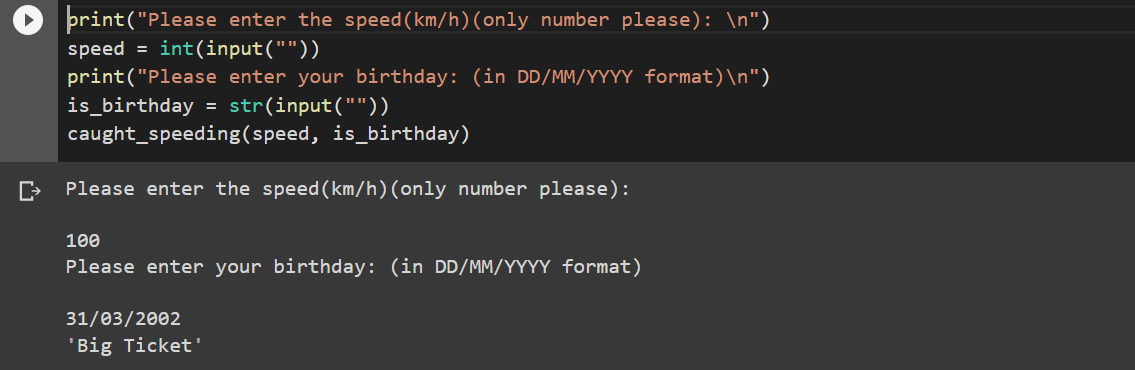 print("Please enter the speed(km/h)(only number please): \n")
speed = int(input(""))
print("Please enter your birthday: (in DD/MM/YYYY format)\n")
is_birthday = str(input(""))
caught_speeding(speed, is_birthday)
Please enter the speed(km/h)(only number please):
100
Please enter your birthday: (in DD/MM/YYYY format)
31/03/2002
'Big Ticket'